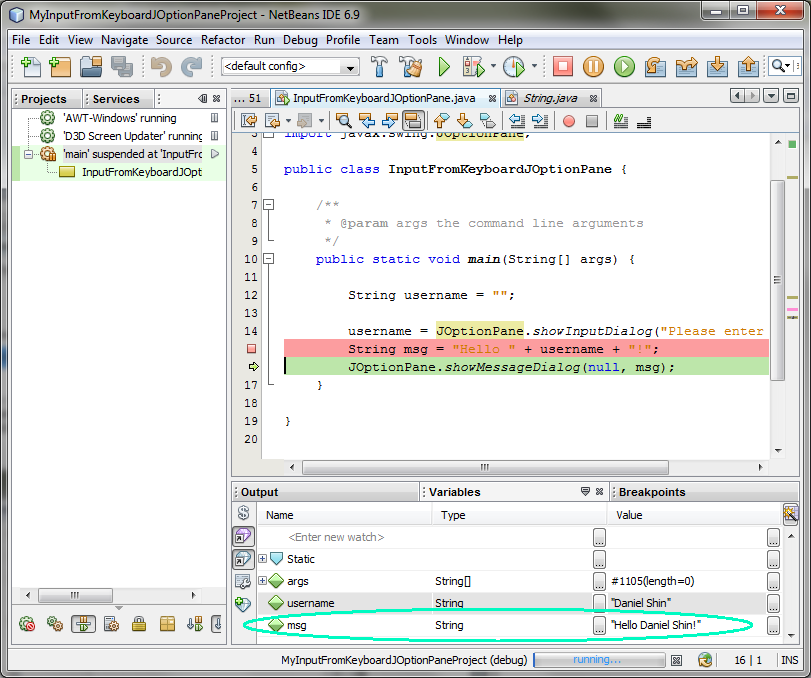 MyInputFromKeyboardJOptionPaneProject - NetBeans IDE 6.9
File Edit View Navigate Source Refactor Run Debug Profile Team Tools Window Help
<default config>
Projects Services
... 51 InputFromKeyboardJOptionPane.java String.java
'AWT-Windows' running
'D3D Screen Updater' running
'main' suspended at 'InputFro
InputFromKeyboardJOpt
3 import javax.swing.JOptionPane;
4
5 public class InputFromKeyboardJOptionPane {
6
7 /**
8 * @param args the command line arguments
9 */
10 public static void main(String[] args) {
11
12 String username = "";
13
14 username = JOptionPane.showInputDialog("Please enter
String msg = "Hello " + username + "!";
JOptionPane.showMessageDialog(null, msg);
17 }
18
19 }
20
Output Variables Breakpoints
Name Type Value
<Enter new watch>
Static
args String[] #1105(length=0)
username String "Daniel Shin"
msg String "Hello Daniel Shin!"
MyInputFromKeyboardJOptionPaneProject (debug) running... 16 | 1 INS